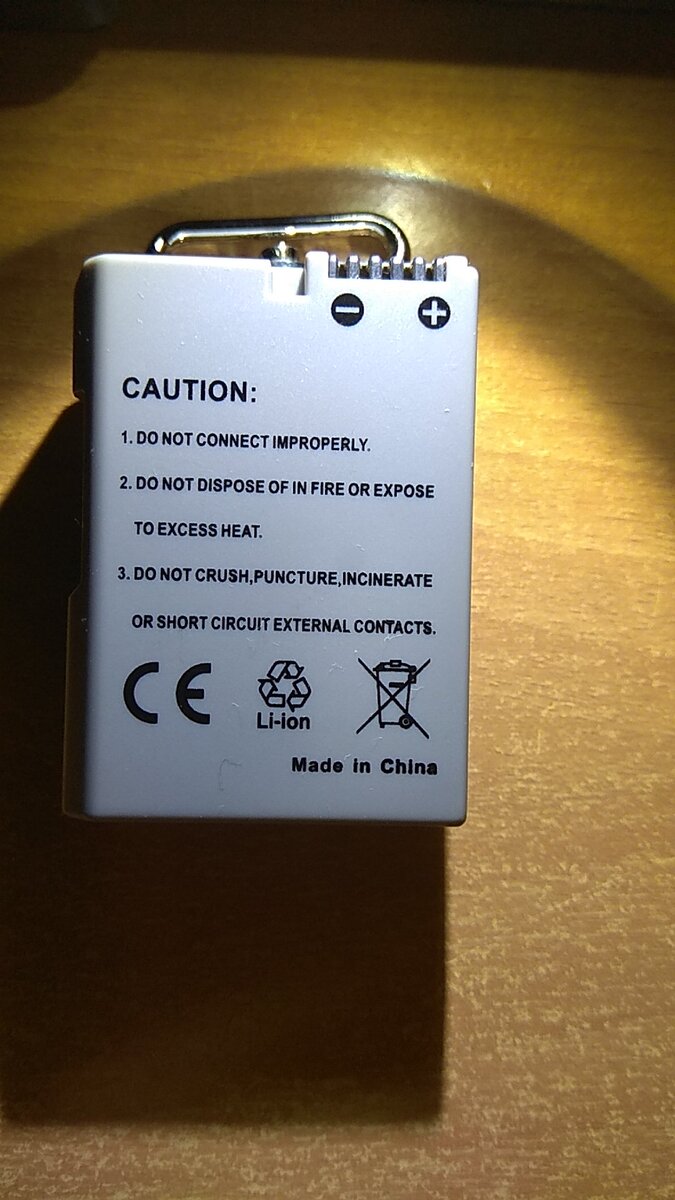 − +
CAUTION:
1. DO NOT CONNECT IMPROPERLY.
2. DO NOT DISPOSE OF IN FIRE OR EXPOSE
TO EXCESS HEAT.
3. DO NOT CRUSH,PUNCTURE,INCINERATE
OR SHORT CIRCUIT EXTERNAL CONTACTS.
CE
Li-ion
Made in China